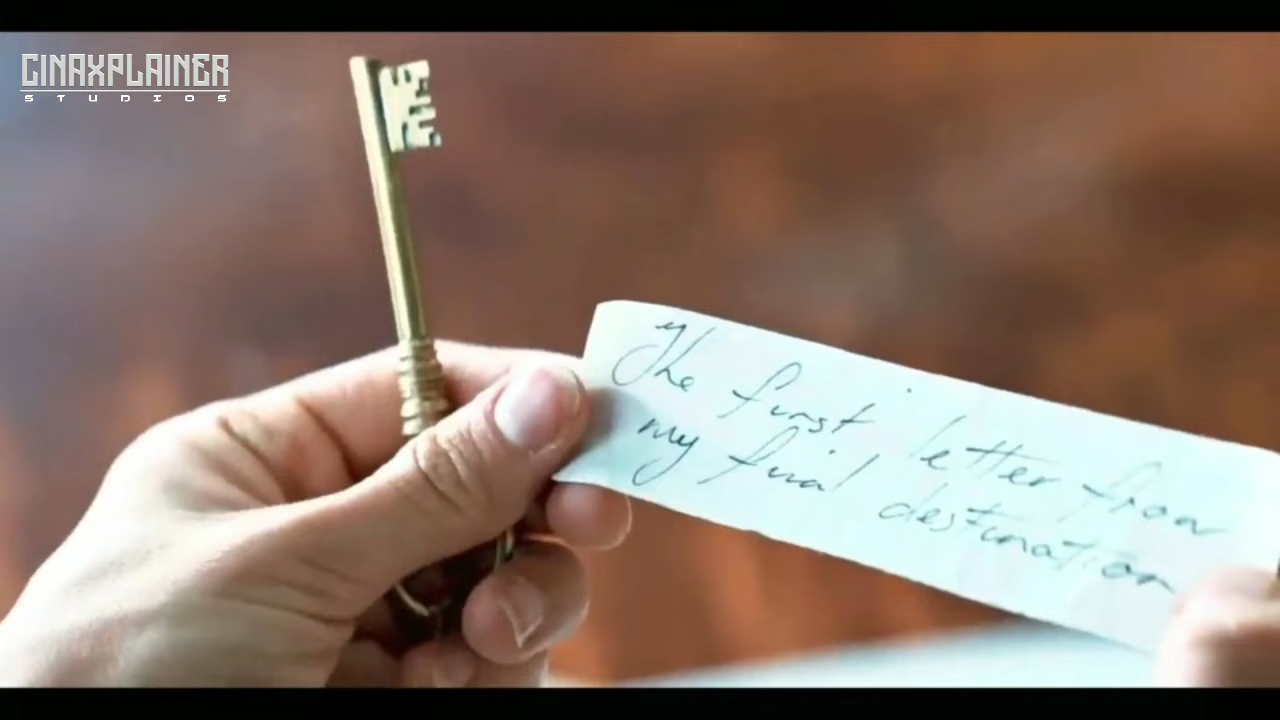 CINAXPLAINER
STUDIOS
The first letter from
my final destination